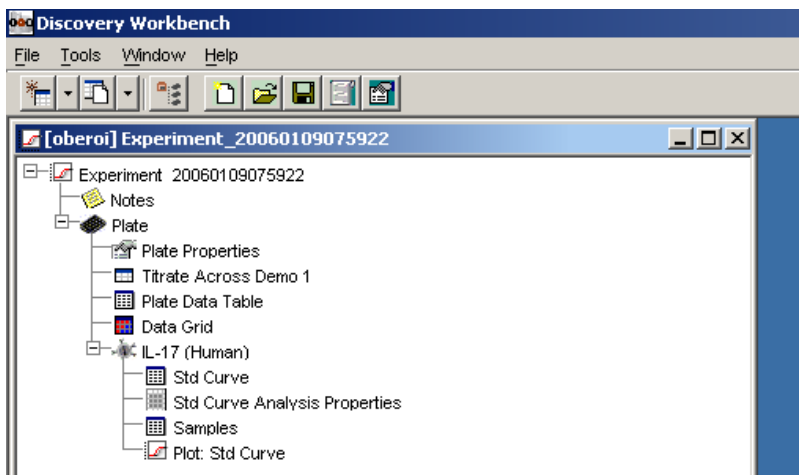 Discovery Workbench
File Tools Window Help
[oberoi] Experiment_20060109075922
Experiment 20060109075922
Notes
Plate
Plate Properties
Titrate Across Demo 1
Plate Data Table
Data Grid
IL-17 (Human)
Std Curve
Std Curve Analysis Properties
Samples
Plot: Std Curve